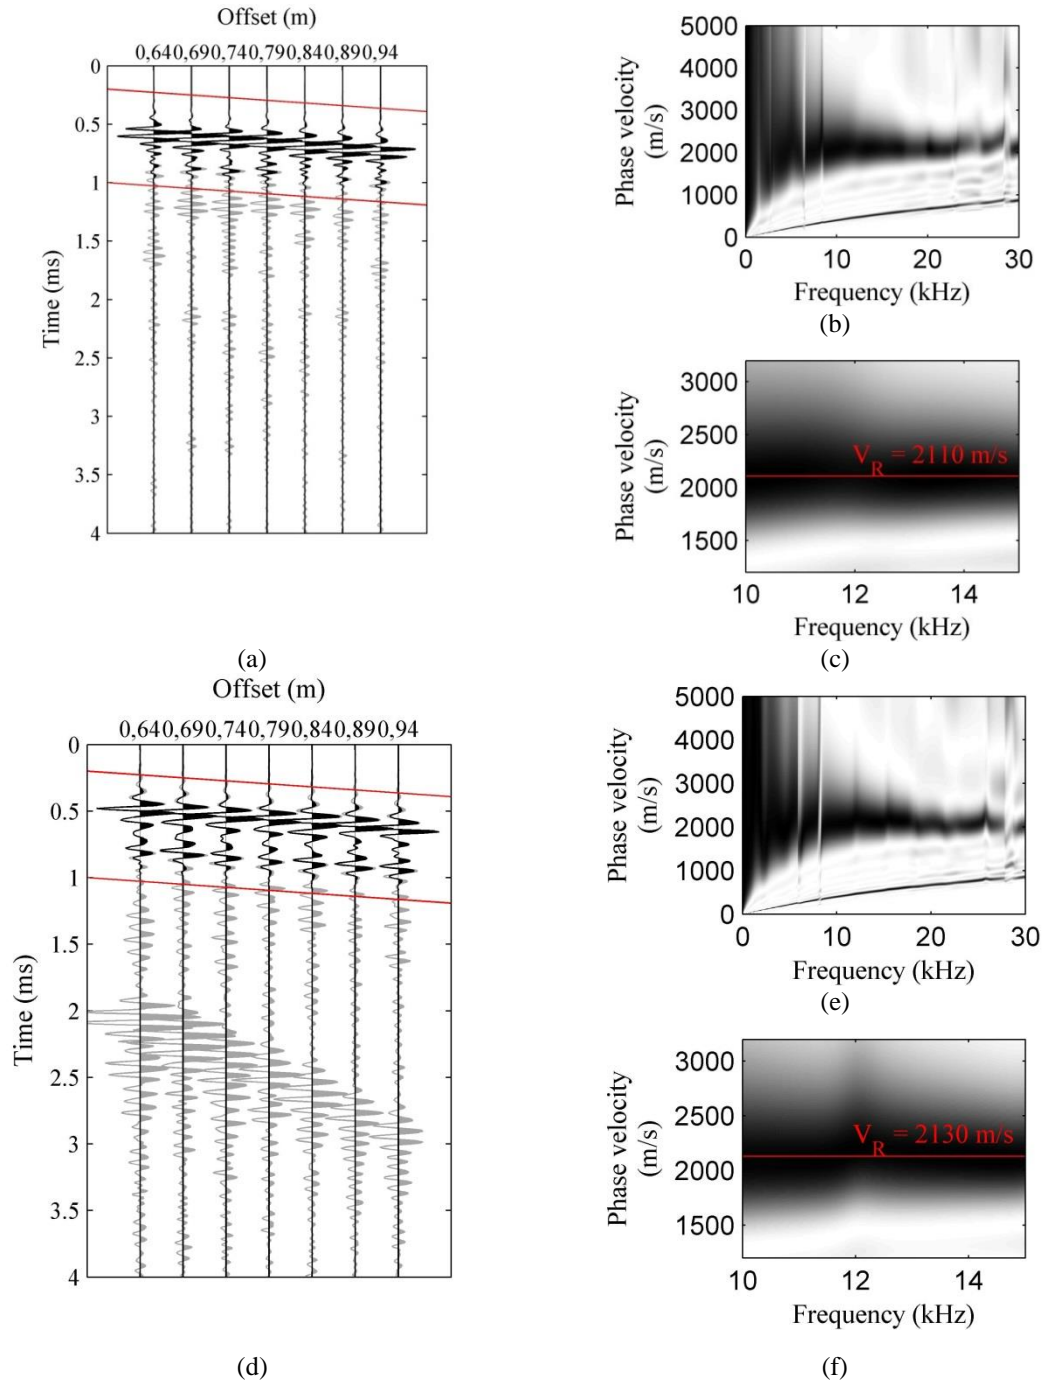 Offset (m)
0,640,690,740,790,840,890,94
0
0.5
1
1.5
2
2.5
3
3.5
4
Time (ms)
(a)
5000
4000
3000
2000
1000
0
Phase velocity
(m/s)
0 10 20 30
Frequency (kHz)
(b)
3000
2500
2000
1500
Phase velocity
(m/s)
V_R = 2110 m/s
10 12 14
Frequency (kHz)
(c)
Offset (m)
0,640,690,740,790,840,890,94
0
0.5
1
1.5
2
2.5
3
3.5
4
Time (ms)
(d)
5000
4000
3000
2000
1000
0
Phase velocity
(m/s)
0 10 20 30
Frequency (kHz)
(e)
3000
2500
2000
1500
Phase velocity
(m/s)
V_R = 2130 m/s
10 12 14
Frequency (kHz)
(f)